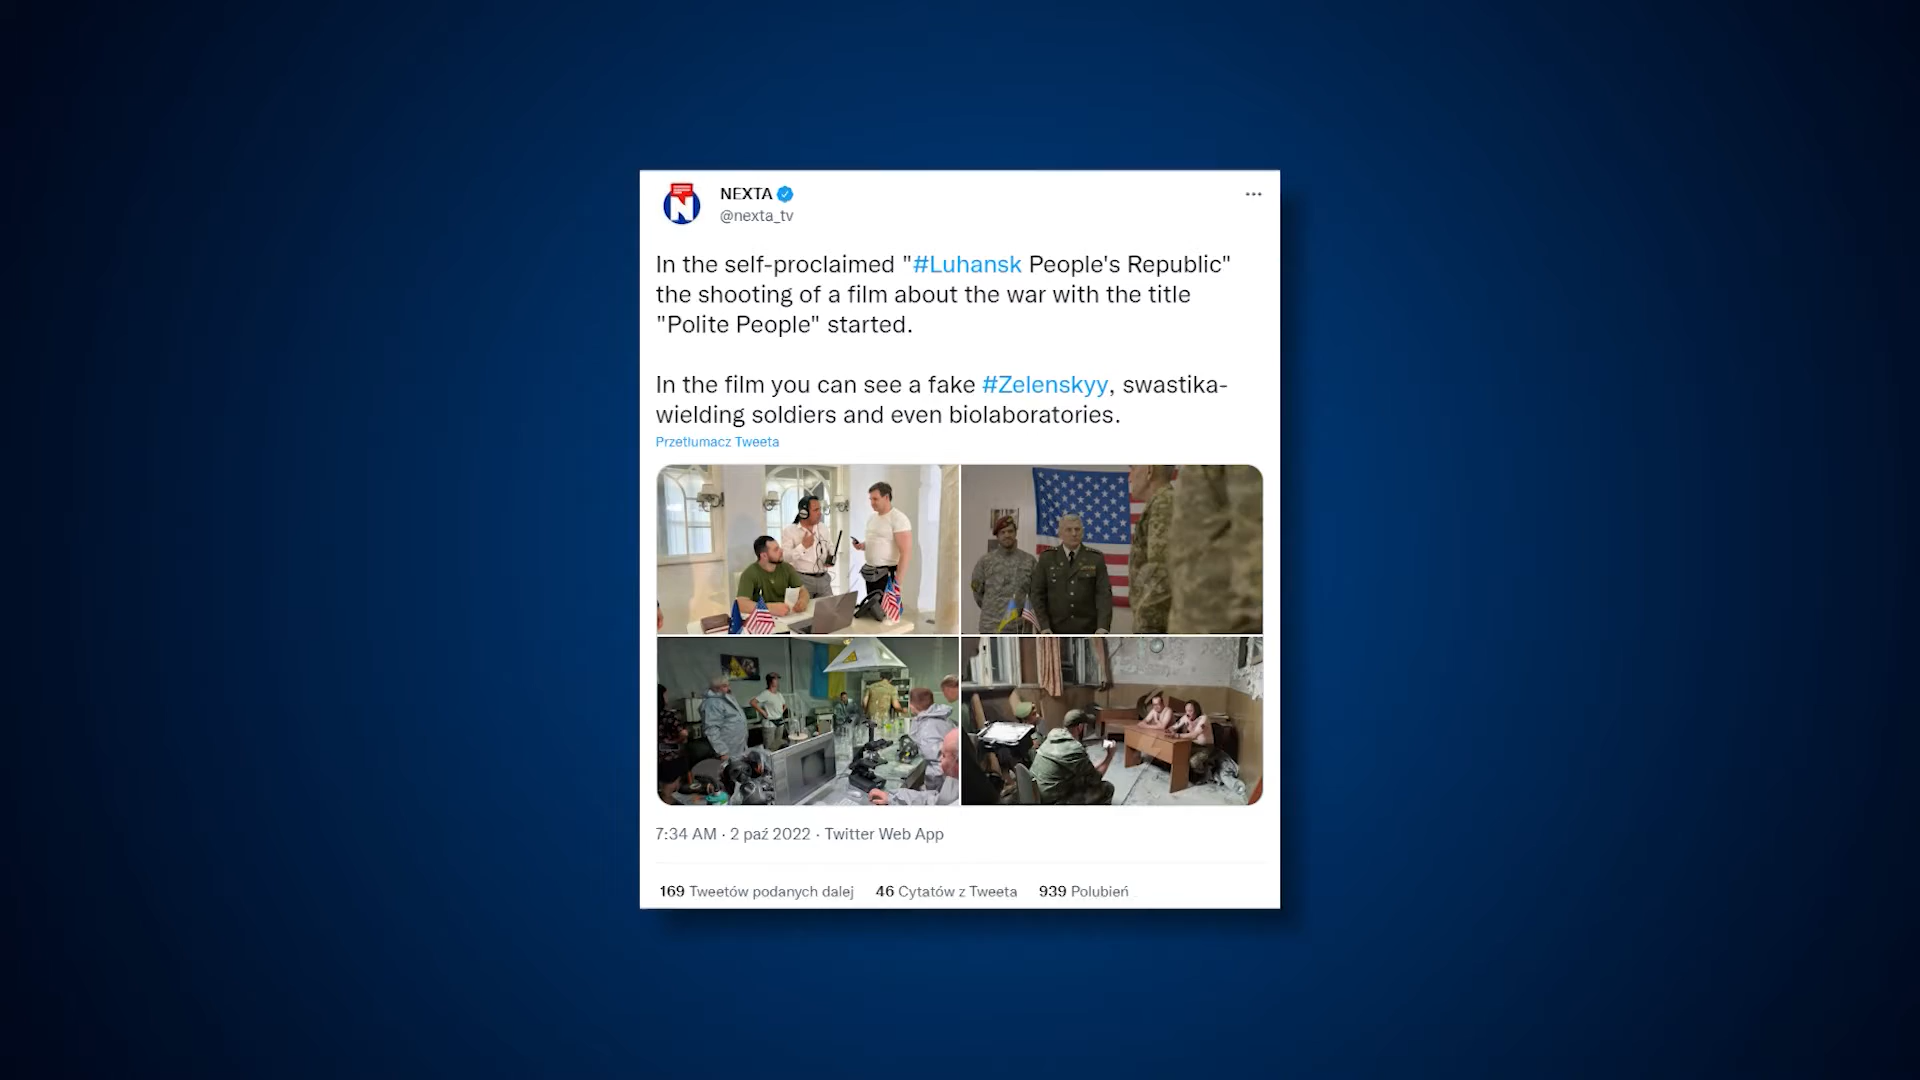 NEXTA
@nexta_tv
In the self-proclaimed "#Luhansk People's Republic"
the shooting of a film about the war with the title
"Polite People" started.
In the film you can see a fake #Zelenskyy, swastika-
wielding soldiers and even biolaboratories.
Przetłumacz Tweeta
7:34 AM · 2 paź 2022 · Twitter Web App
169 Tweetów podanych dalej 46 Cytatów z Tweeta 939 Polubień